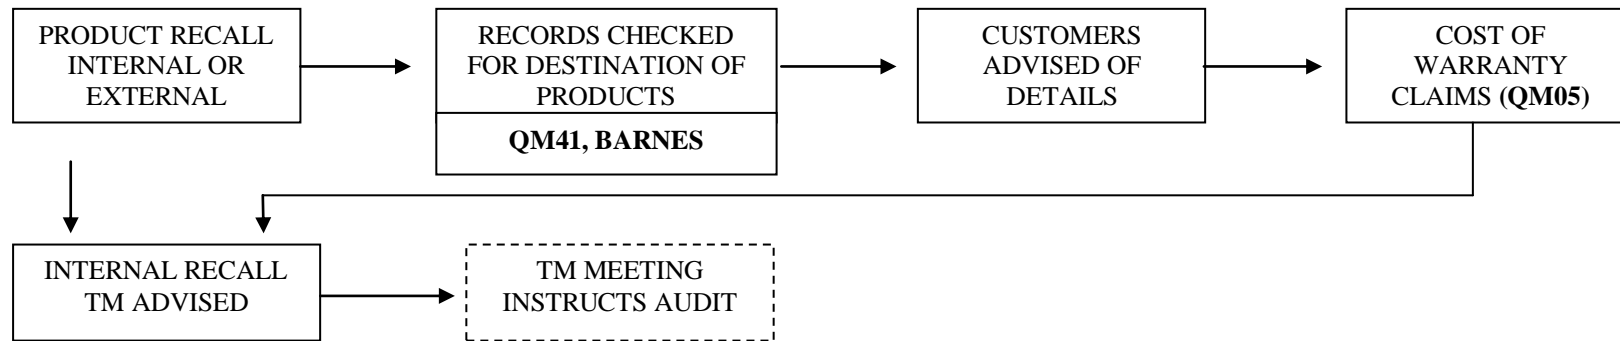 PRODUCT RECALL
INTERNAL OR
EXTERNAL
RECORDS CHECKED
FOR DESTINATION OF
PRODUCTS
QM41, BARNES
CUSTOMERS
ADVISED OF
DETAILS
COST OF
WARRANTY
CLAIMS (QM05)
INTERNAL RECALL
TM ADVISED
TM MEETING
INSTRUCTS AUDIT